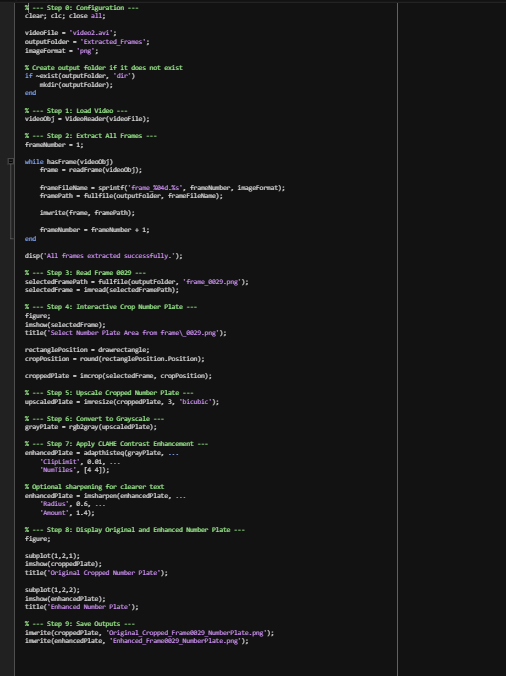 % --- Step 0: Configuration ---
clear; clc; close all;
videoFile = 'video2.avi';
outputFolder = 'Extracted_Frames';
imageFormat = 'png';
% Create output folder if it does not exist
if ~exist(outputFolder, 'dir')
mkdir(outputFolder);
end
% --- Step 1: Load Video ---
videoObj = VideoReader(videoFile);
% --- Step 2: Extract All Frames ---
frameNumber = 1;
while hasFrame(videoObj)
frame = readFrame(videoObj);
frameFileName = sprintf('frame_%04d.%s', frameNumber, imageFormat);
framePath = fullfile(outputFolder, frameFileName);
imwrite(frame, framePath);
frameNumber = frameNumber + 1;
end
disp('All frames extracted successfully.');
% --- Step 3: Read Frame 0029 ---
selectedFramePath = fullfile(outputFolder, 'frame_0029.png');
selectedFrame = imread(selectedFramePath);
% --- Step 4: Interactive Crop Number Plate ---
figure;
imshow(selectedFrame);
title('Select Number Plate Area from frame\_0029.png');
rectanglePosition = drawrectangle;
cropPosition = round(rectanglePosition.Position);
croppedPlate = imcrop(selectedFrame, cropPosition);
% --- Step 5: Upscale Cropped Number Plate ---
upscaledPlate = imresize(croppedPlate, 3, 'bicubic');
% --- Step 6: Convert to Grayscale ---
grayPlate = rgb2gray(upscaledPlate);
% --- Step 7: Apply CLAHE Contrast Enhancement ---
enhancedPlate = adapthisteq(grayPlate, ...
'ClipLimit', 0.01, ...
'NumTiles', [4 4]);
% Optional sharpening for clearer text
enhancedPlate = imsharpen(enhancedPlate, ...
'Radius', 0.6, ...
'Amount', 1.4);
% --- Step 8: Display Original and Enhanced Number Plate ---
figure;
subplot(1,2,1);
imshow(croppedPlate);
title('Original Cropped Number Plate');
subplot(1,2,2);
imshow(enhancedPlate);
title('Enhanced Number Plate');
% --- Step 9: Save Outputs ---
imwrite(croppedPlate, 'Original_Cropped_Frame0029_NumberPlate.png');
imwrite(enhancedPlate, 'Enhanced_Frame0029_NumberPlate.png');